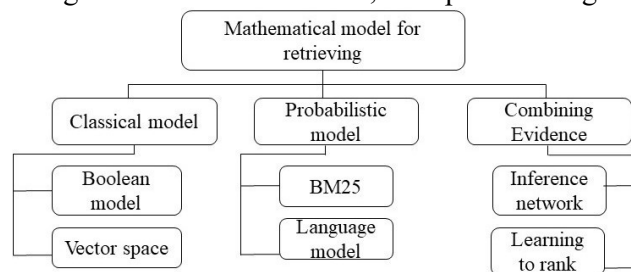 Mathematical model for
retrieving
Classical model
Probabilistic
model
Combining
Evidence
Boolean
model
BM25
Inference
network
Vector space
Language
model
Learning
to rank